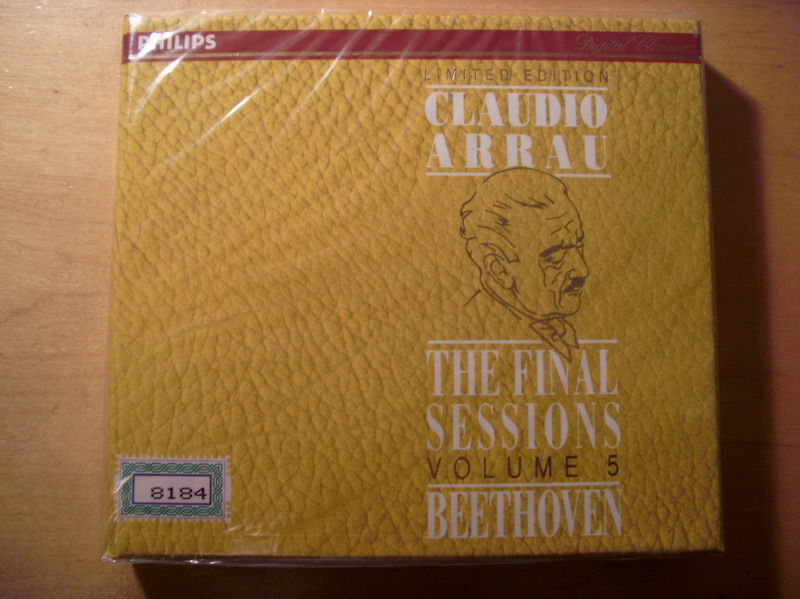 PHILIPS
Digital Classics
LIMITED EDITION
CLAUDIO
ARRAU
THE FINAL
SESSIONS
VOLUME 5
BEETHOVEN
8184